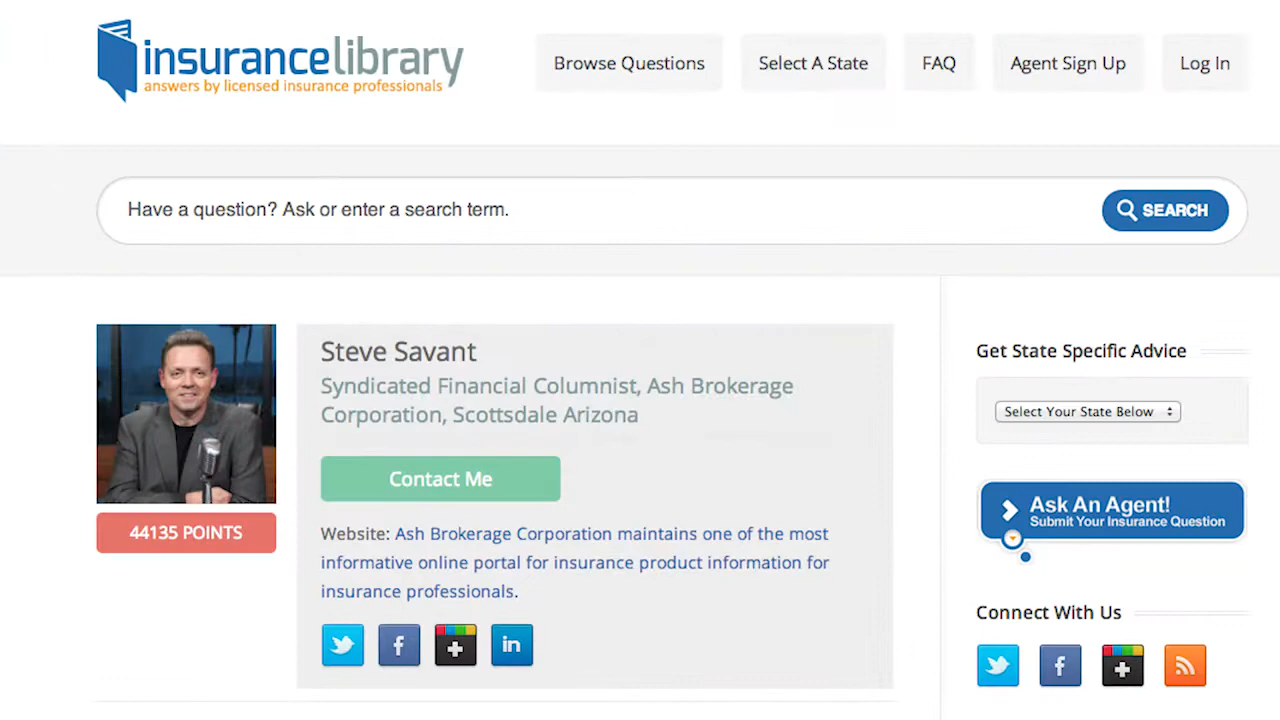 insurancelibrary
answers by licensed insurance professionals
Browse Questions
Select A State
FAQ
Agent Sign Up
Log In
Have a question? Ask or enter a search term.
SEARCH
Steve Savant
Syndicated Financial Columnist, Ash Brokerage
Corporation, Scottsdale Arizona
Contact Me
44135 POINTS
Website: Ash Brokerage Corporation maintains one of the most
informative online portal for insurance product information for
insurance professionals.
in
Get State Specific Advice
Select Your State Below
Ask An Agent!
Submit Your Insurance Question
Connect With Us